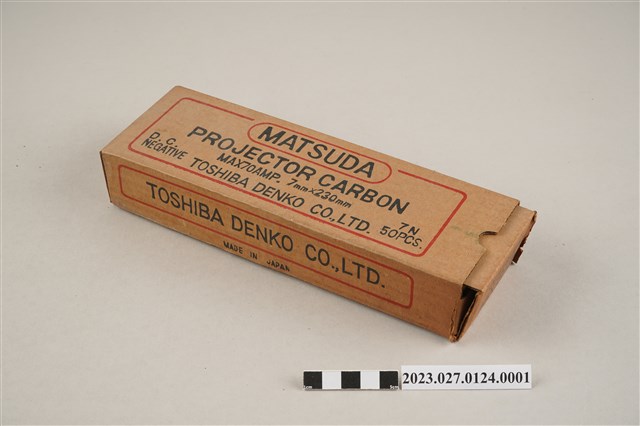 MATSUDA
PROJECTOR CARBON
D.C. MAX70AMP. 7mm×230mm 7N
NEGATIVE TOSHIBA DENKO CO.,LTD. 50PCS.
TOSHIBA DENKO CO.,LTD.
MADE IN JAPAN
2023.027.0124.0001